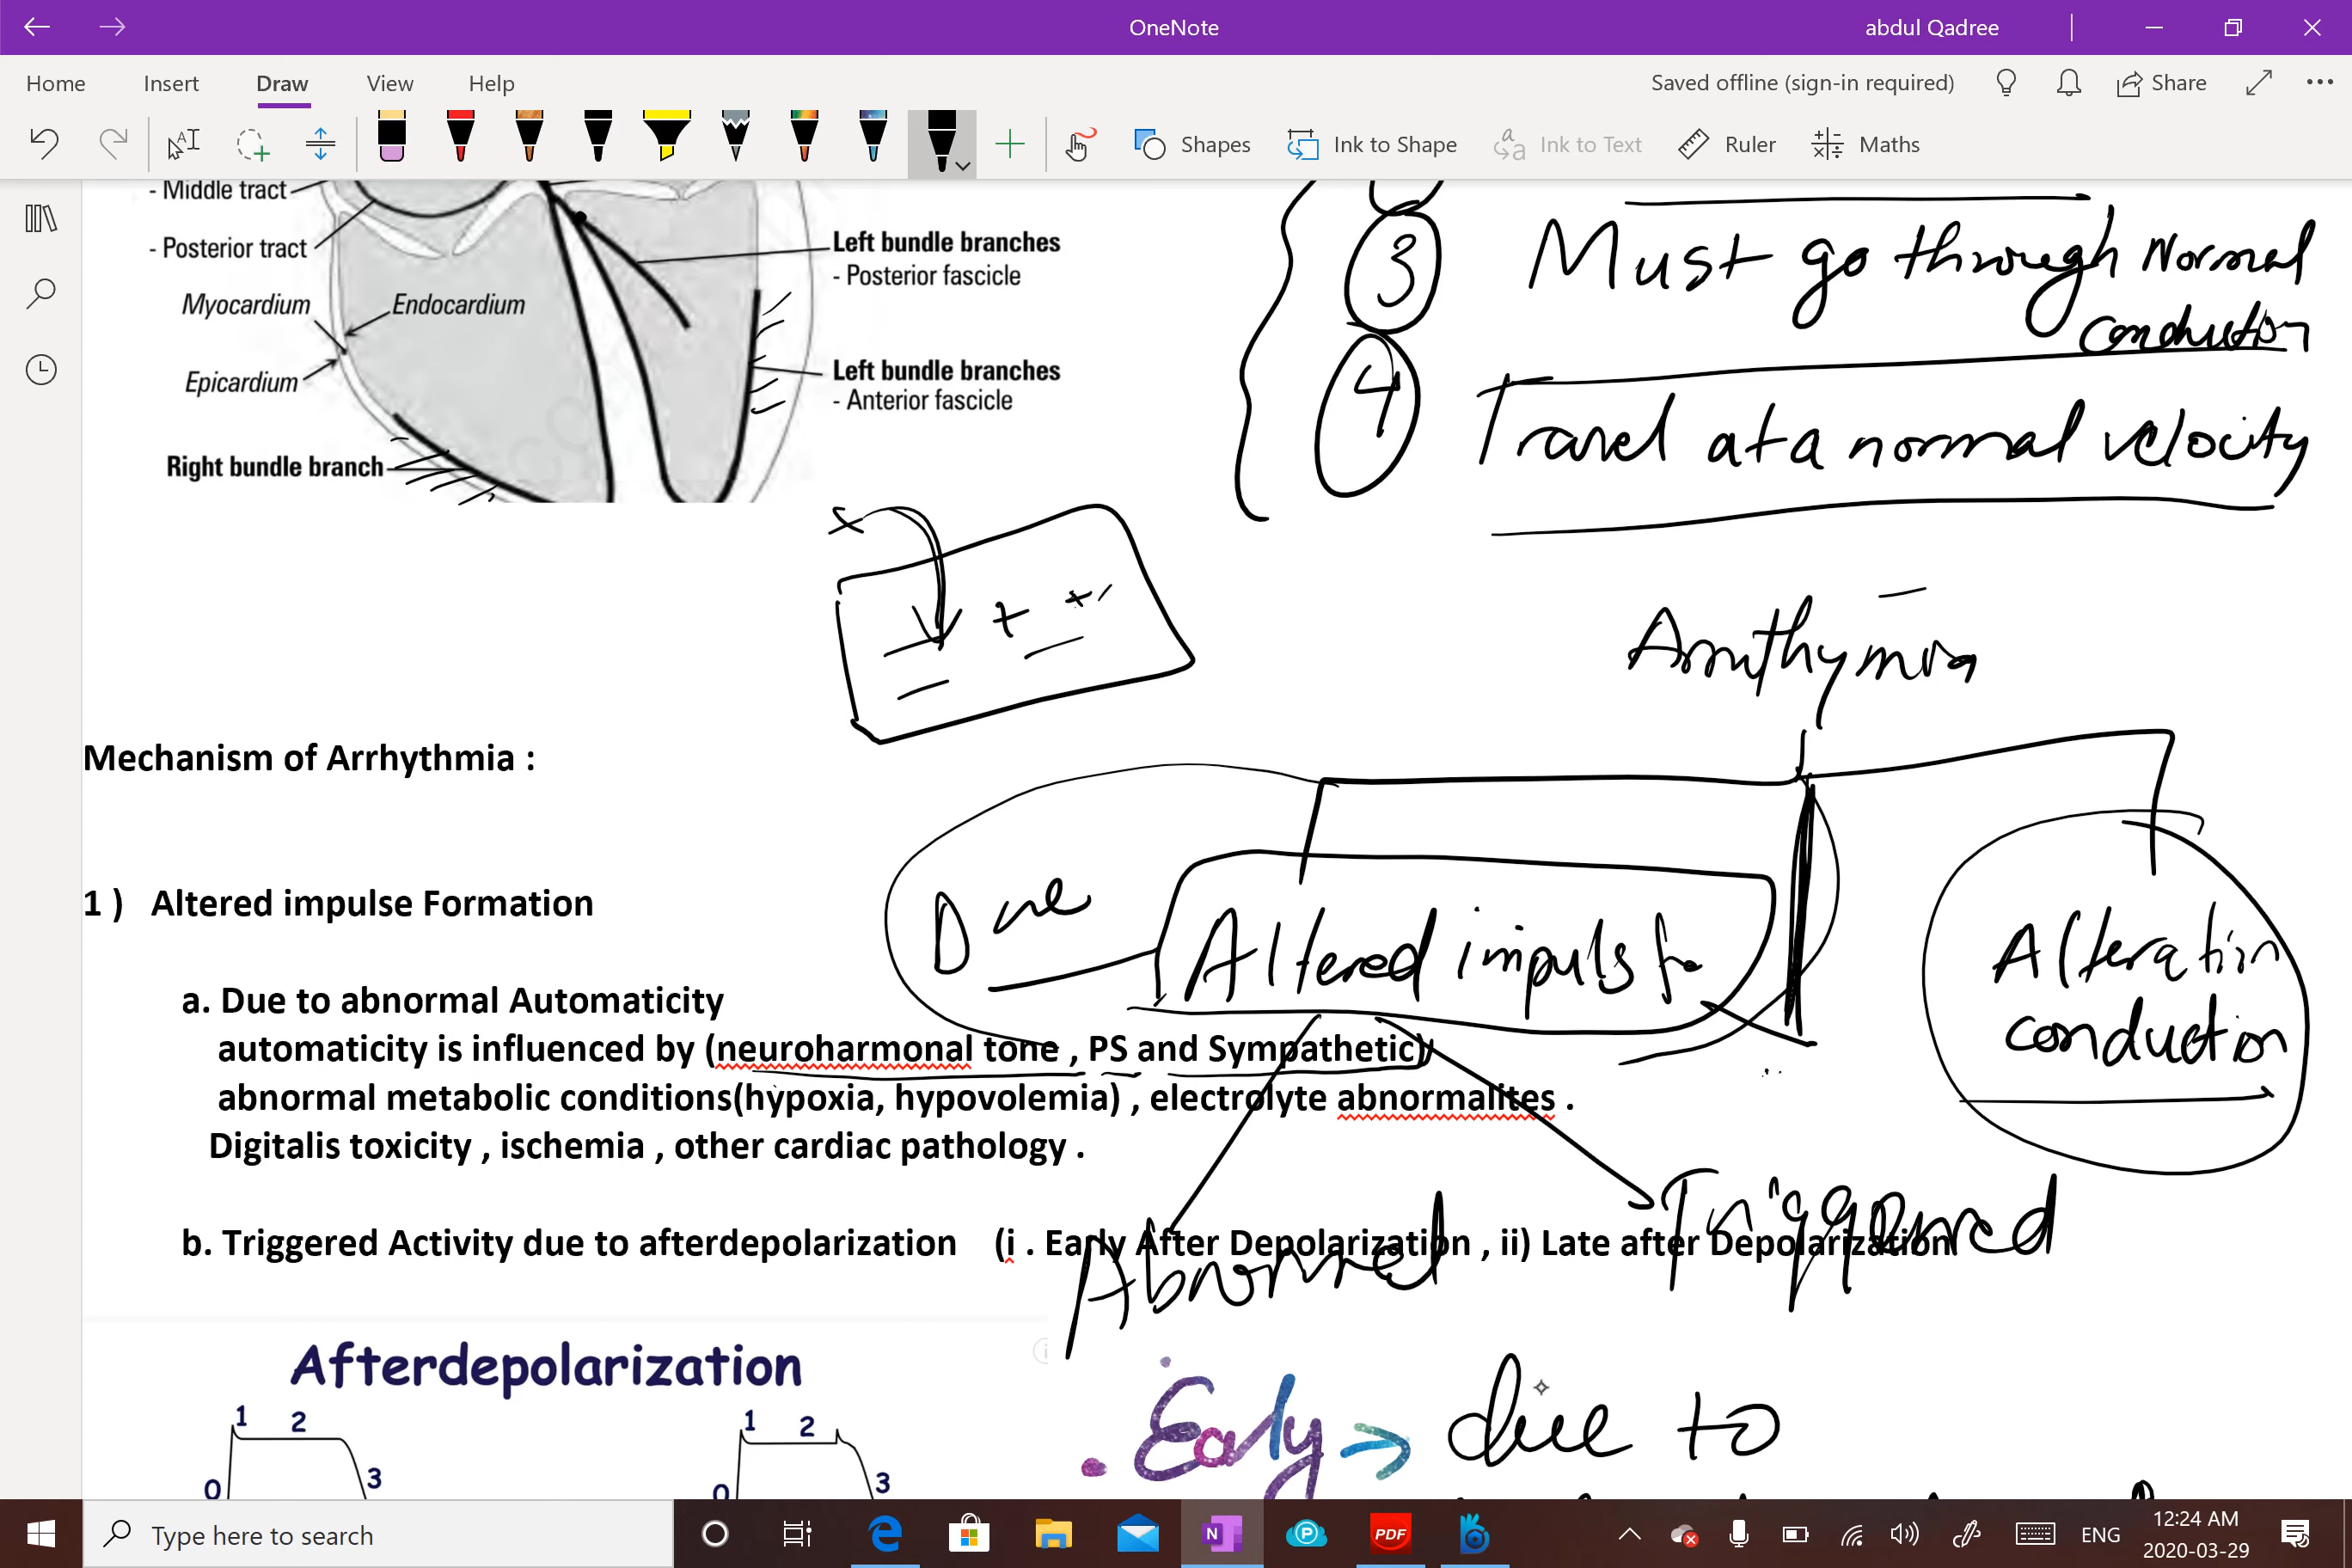 OneNote
abdul Qadree
Home Insert Draw View Help
Saved offline (sign-in required)
Share
Shapes
Ink to Shape
Ink to Text
Ruler
Maths
- Middle tract
- Posterior tract
Myocardium
Endocardium
Epicardium
Right bundle branch
Left bundle branches
- Posterior fascicle
Left bundle branches
- Anterior fascicle
3 Must go through Normal
conduction
4 Travel at a normal velocity
x
+ +
Mechanism of Arrhythmia :
1 ) Altered impulse Formation
Due Altered impuls fo
Alteration
conduction
a. Due to abnormal Automaticity
automaticity is influenced by (neuroharmonal tone , PS and Sympathetic)
abnormal metabolic conditions(hypoxia, hypovolemia) , electrolyte abnormalites .
Digitalis toxicity , ischemia , other cardiac pathology .
b. Triggered Activity due to afterdepolarization (i . Early After Depolarization , ii) Late after Depolarization
Abnormal
Triggered
Afterdepolarization
1 2
0 3
1 2
0 3
. Ealy → due to
Type here to search
PDF
ENG
12:24 AM
2020-03-29